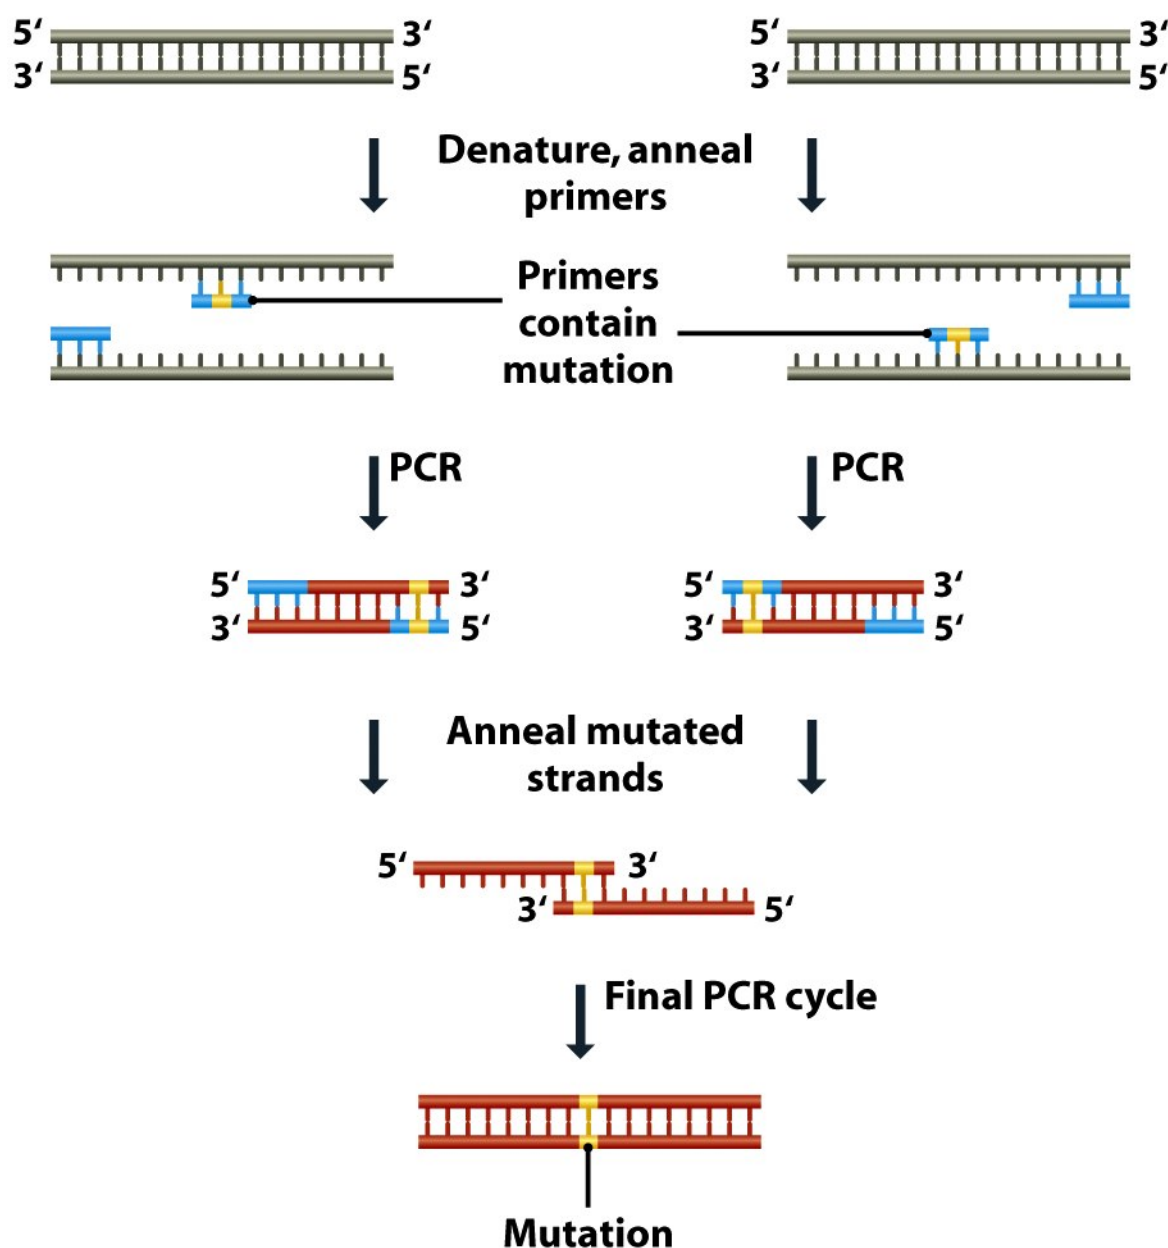 5‘ 3‘ 5‘ 3‘
3‘ 5‘ 3‘ 5‘
Denature, anneal
primers
Primers
contain
mutation
PCR PCR
5‘ 3‘ 5‘ 3‘
3‘ 5‘ 3‘ 5‘
Anneal mutated
strands
5‘ 3‘
3‘ 5‘
Final PCR cycle
Mutation